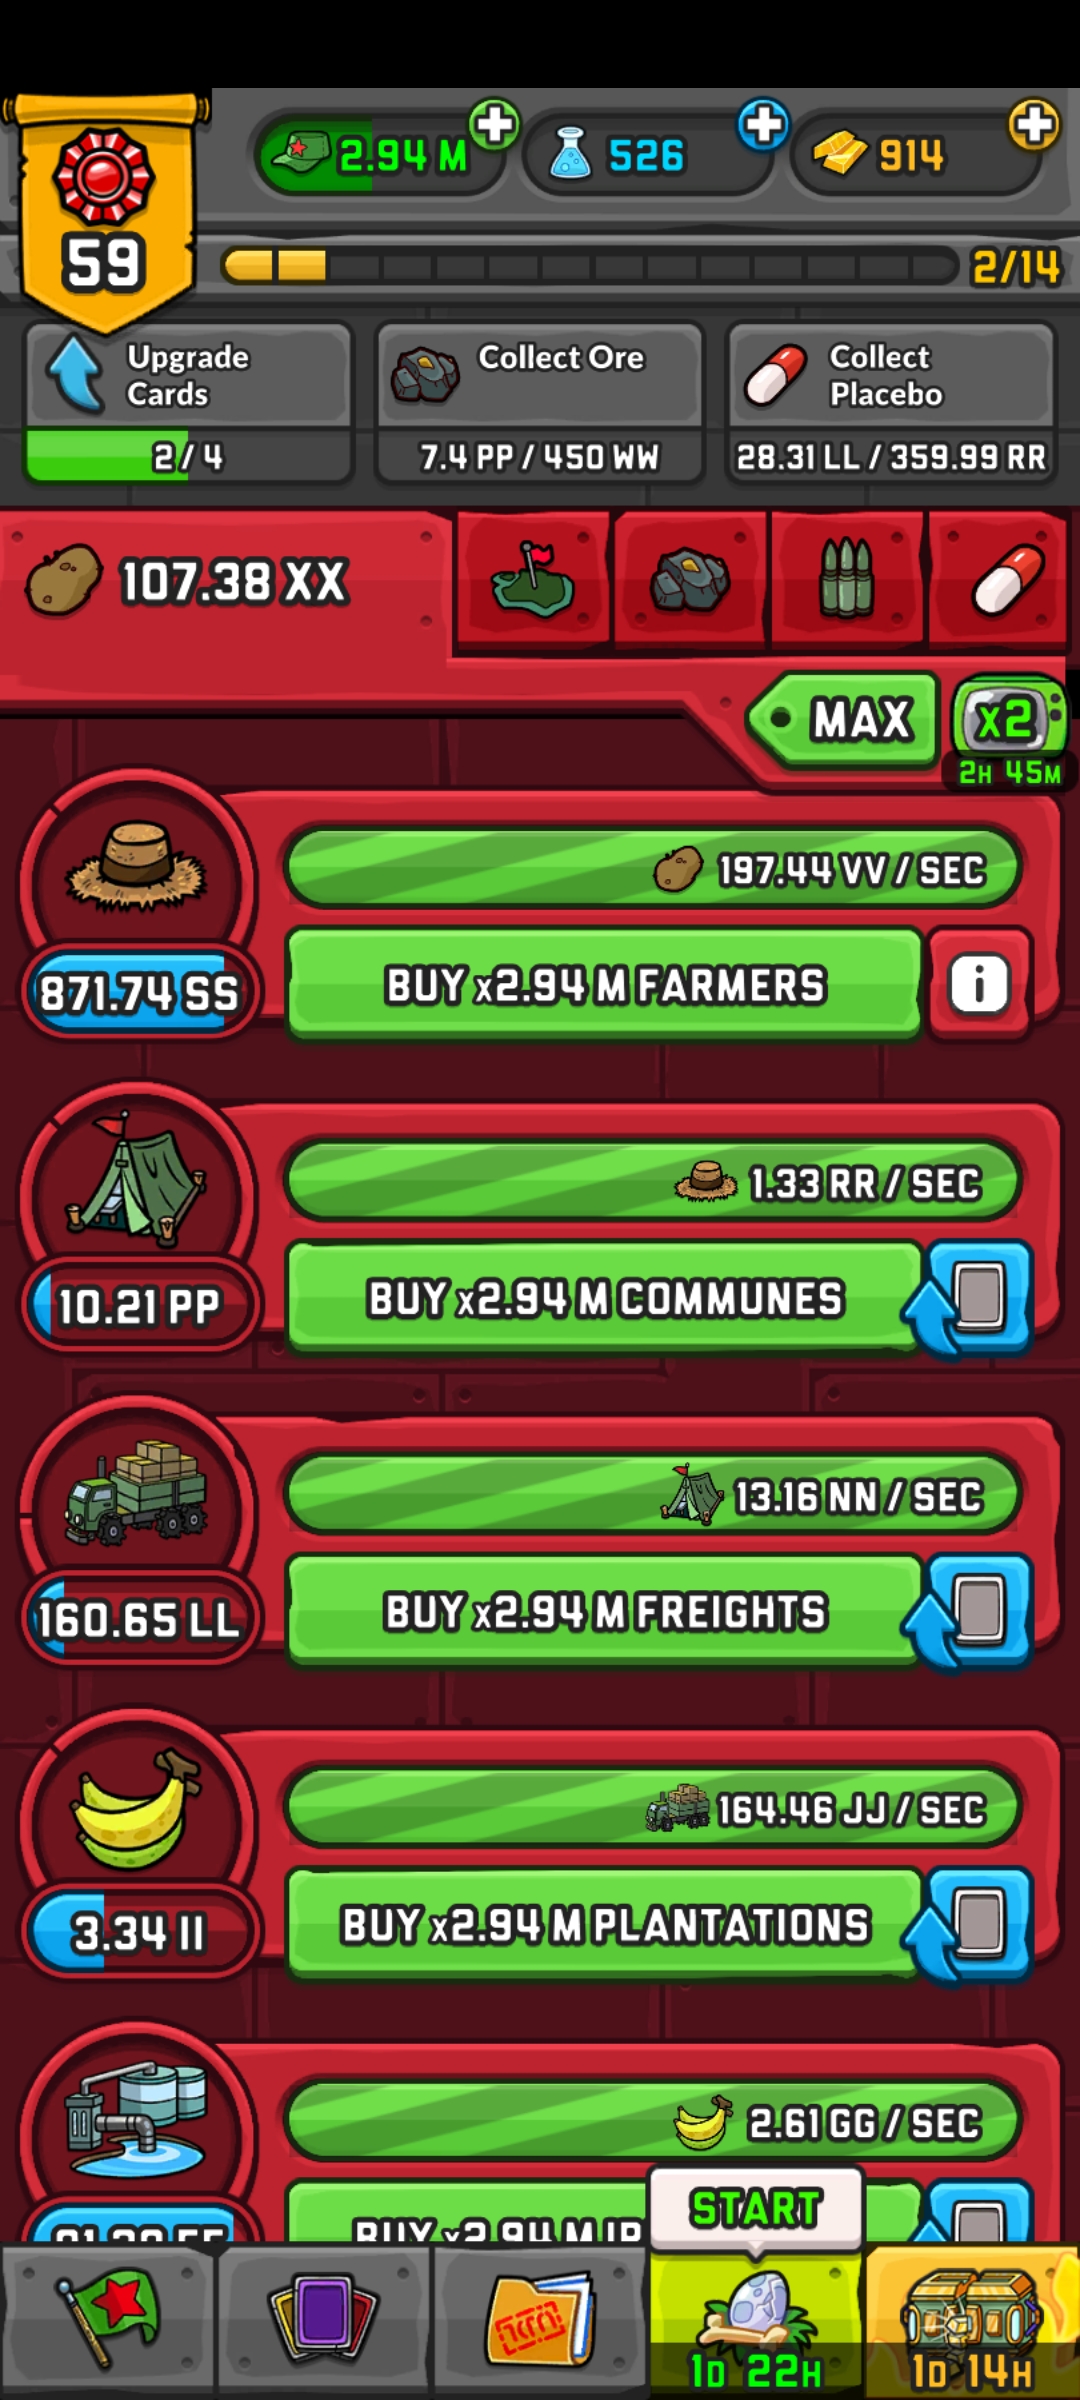 2.94 M
526
914
59
2/14
Upgrade
Cards
2/4
Collect Ore
7.4 PP / 450 WW
Collect
Placebo
28.31 LL / 359.99 RR
107.38 XX
MAX
x2
2H 45M
197.44 VV / SEC
871.74 SS
BUY x2.94 M FARMERS
i
1.33 RR / SEC
10.21 PP
BUY x2.94 M COMMUNES
13.16 NN / SEC
160.65 LL
BUY x2.94 M FREIGHTS
164.46 JJ / SEC
3.34 II
BUY x2.94 M PLANTATIONS
2.61 GG / SEC
BUY x2.94 M
START
1D 22H
1D 14H